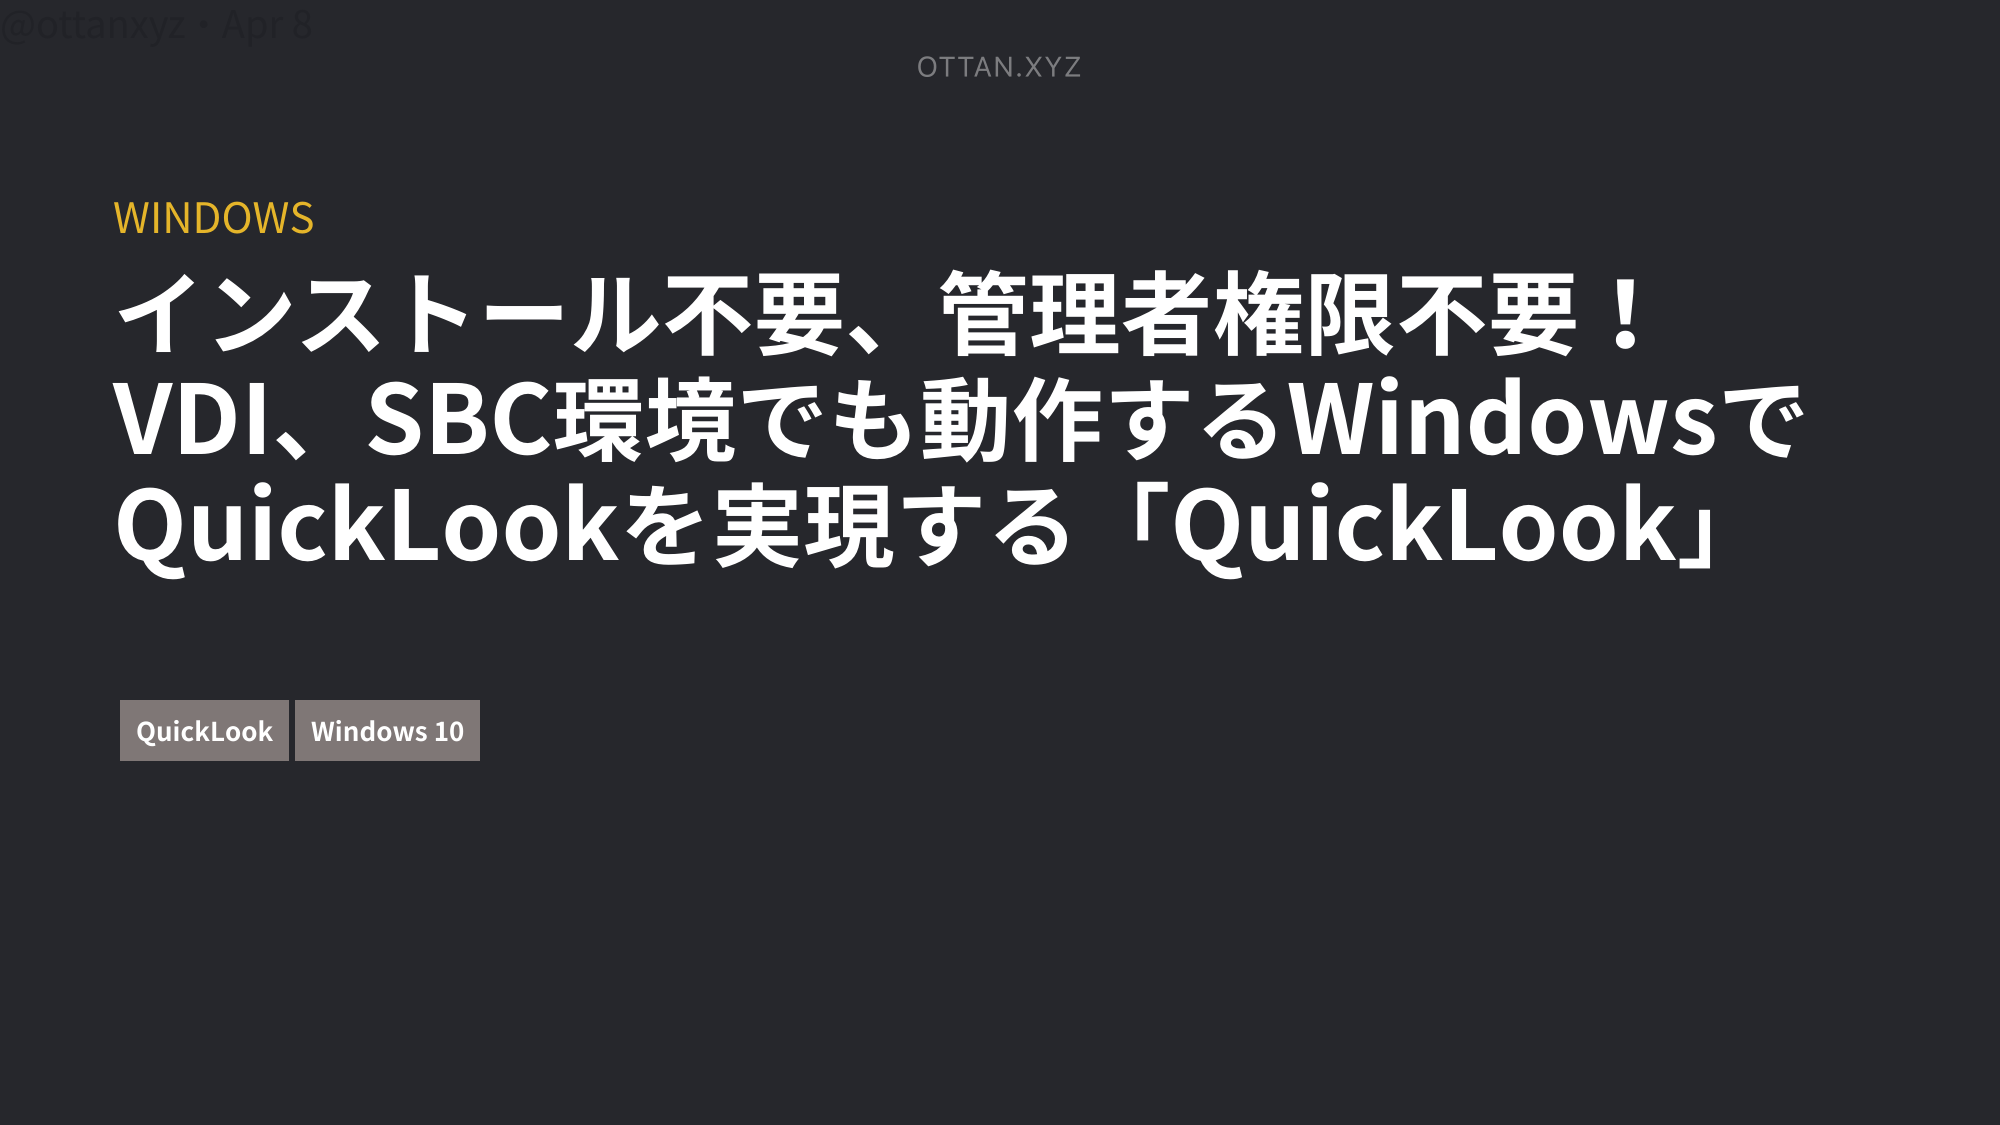 @ottanxyz・Apr 8
OTTAN.XYZ
WINDOWS
インストール不要、管理者権限不要！
VDI、SBC環境でも動作するWindowsで
QuickLookを実現する「QuickLook」
QuickLook
Windows 10